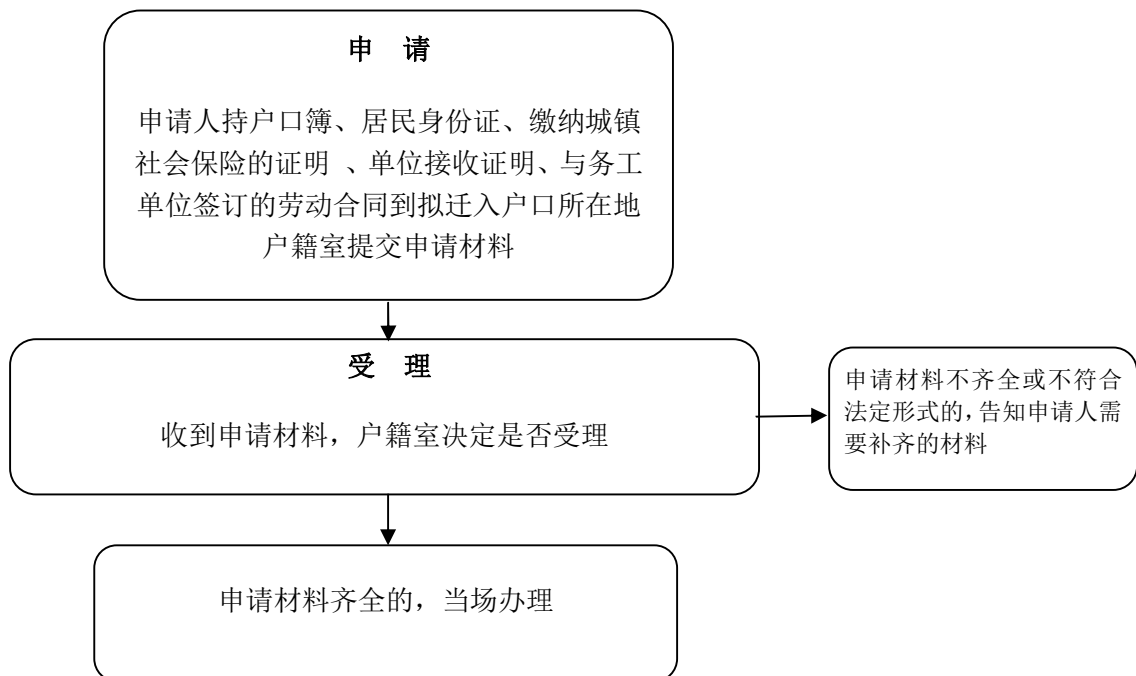 申 请
申请人持户口簿、居民身份证、缴纳城镇
社会保险的证明 、单位接收证明、与务工
单位签订的劳动合同到拟迁入户口所在地
户籍室提交申请材料
受 理
收到申请材料，户籍室决定是否受理
申请材料不齐全或不符合
法定形式的，告知申请人需
要补齐的材料
申请材料齐全的，当场办理